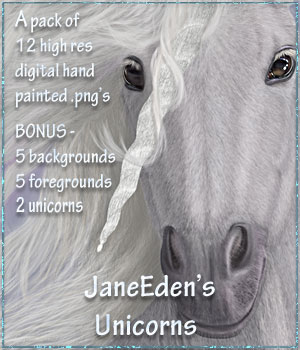 A pack of
12 high res
digital hand
painted .png's
BONUS -
5 backgrounds
5 foregrounds
2 unicorns
JaneEden's
Unicorns